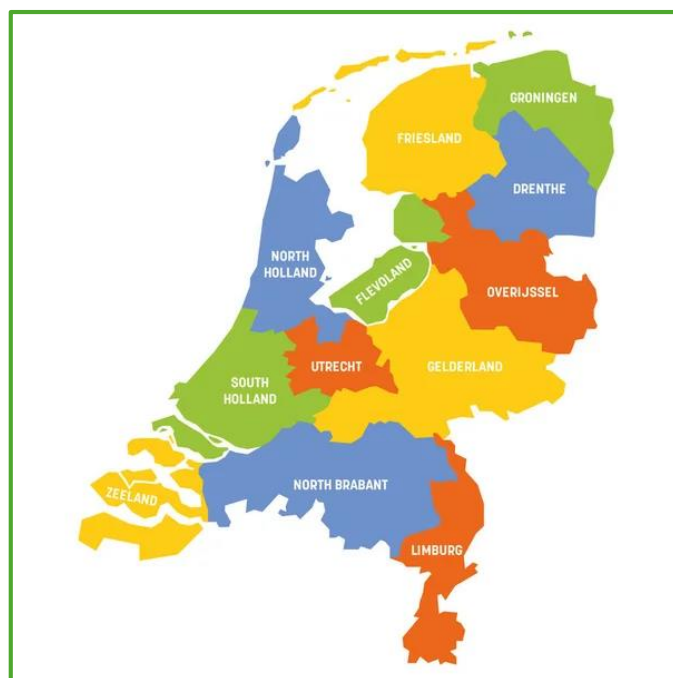 GRONINGEN
FRIESLAND
DRENTHE
NORTH
HOLLAND
FLEVOLAND
OVERIJSSEL
UTRECHT
GELDERLAND
SOUTH
HOLLAND
NORTH BRABANT
ZEELAND
LIMBURG